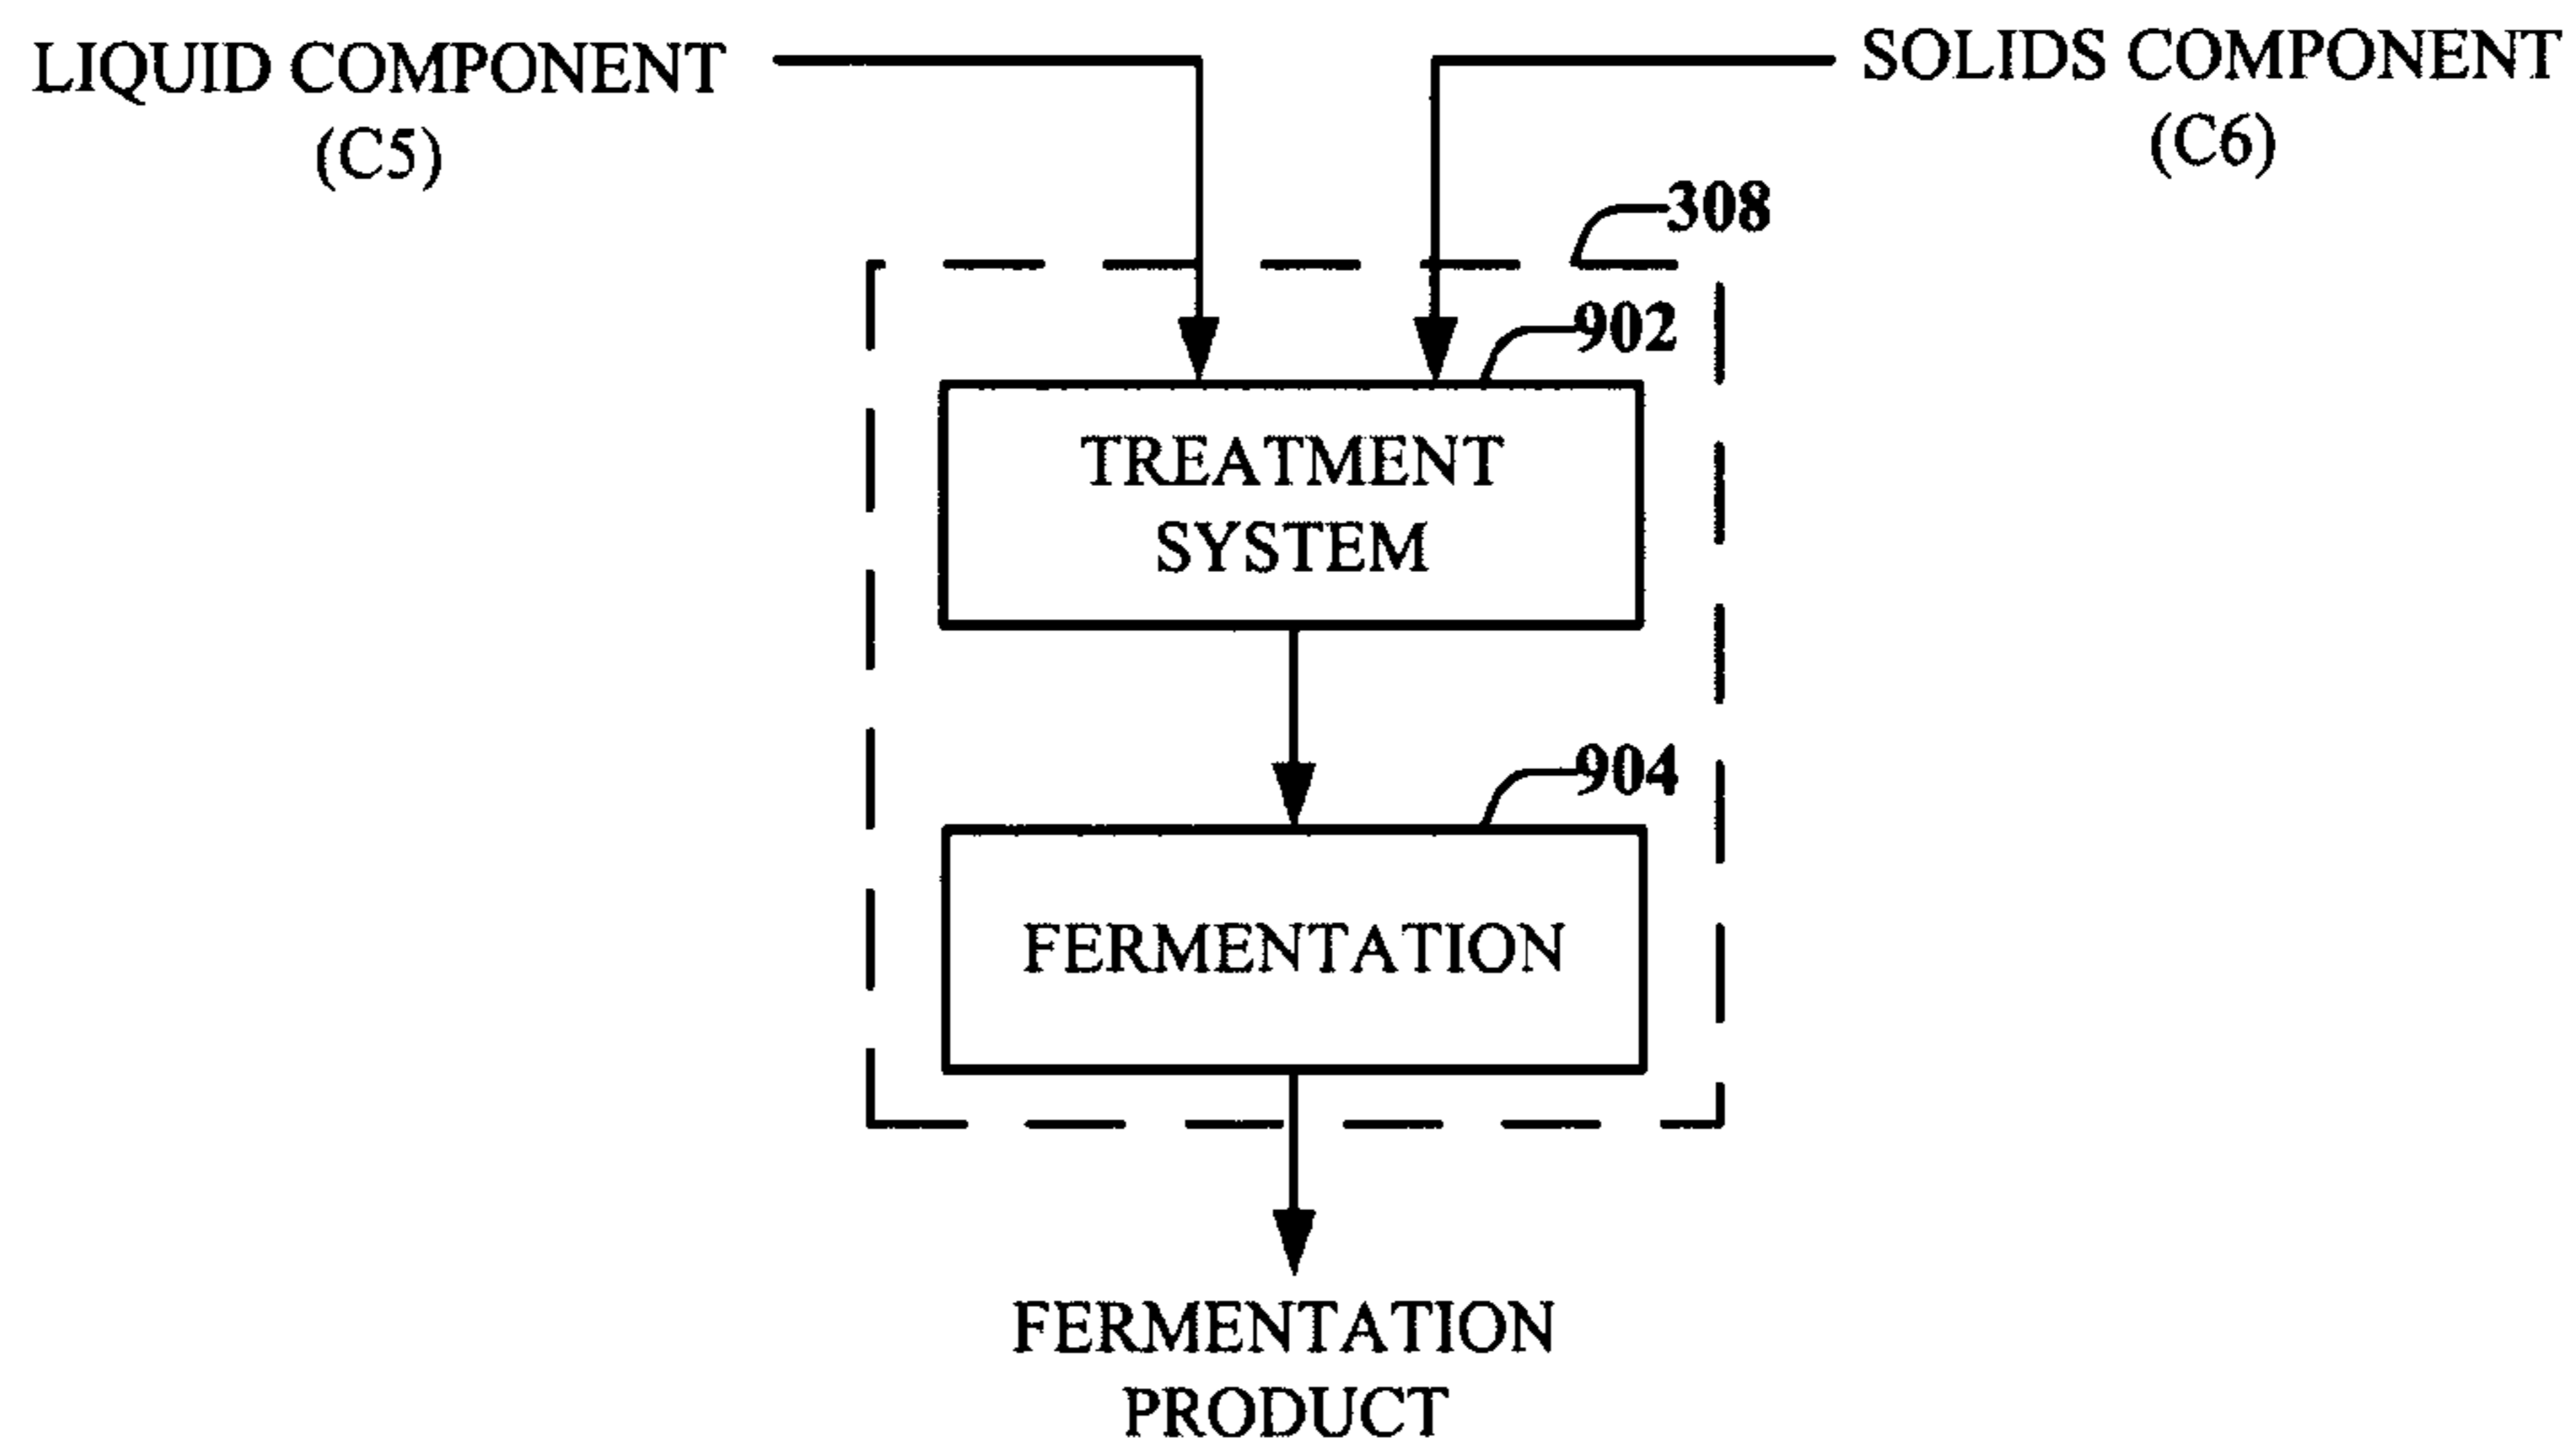 LIQUID COMPONENT
(C5)
SOLIDS COMPONENT
(C6)
308
902
TREATMENT
SYSTEM
904
FERMENTATION
FERMENTATION
PRODUCT